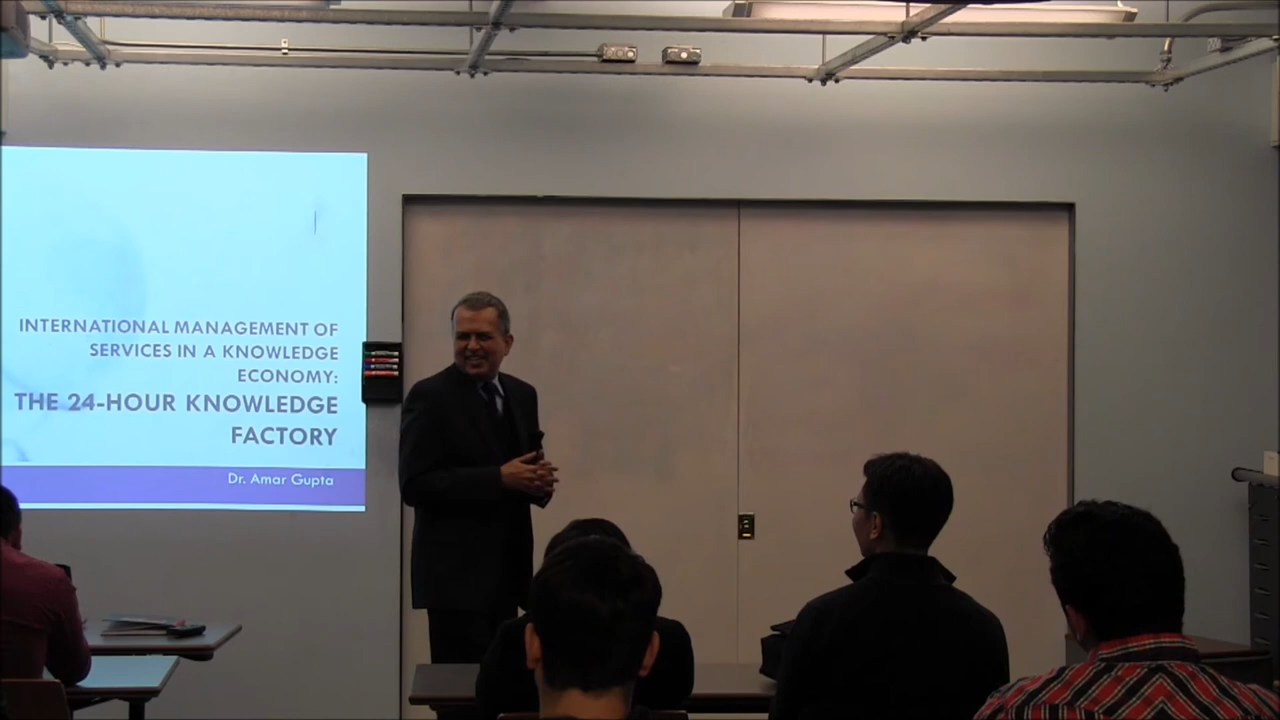 INTERNATIONAL MANAGEMENT OF
SERVICES IN A KNOWLEDGE
ECONOMY:
THE 24-HOUR KNOWLEDGE
FACTORY
Dr. Amar Gupta